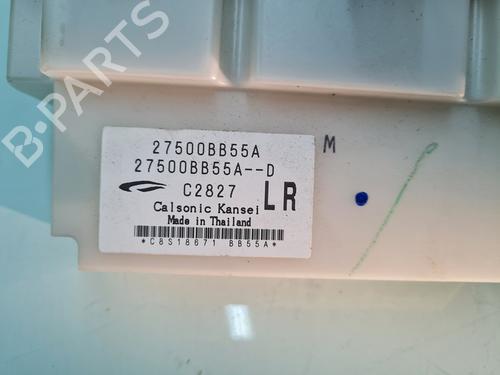 B-PARTS
27500BB55A
27500BB55A--D
C2827
LR
Calsonic Kansei
Made in Thailand
*C8S18671 BB55A*
M